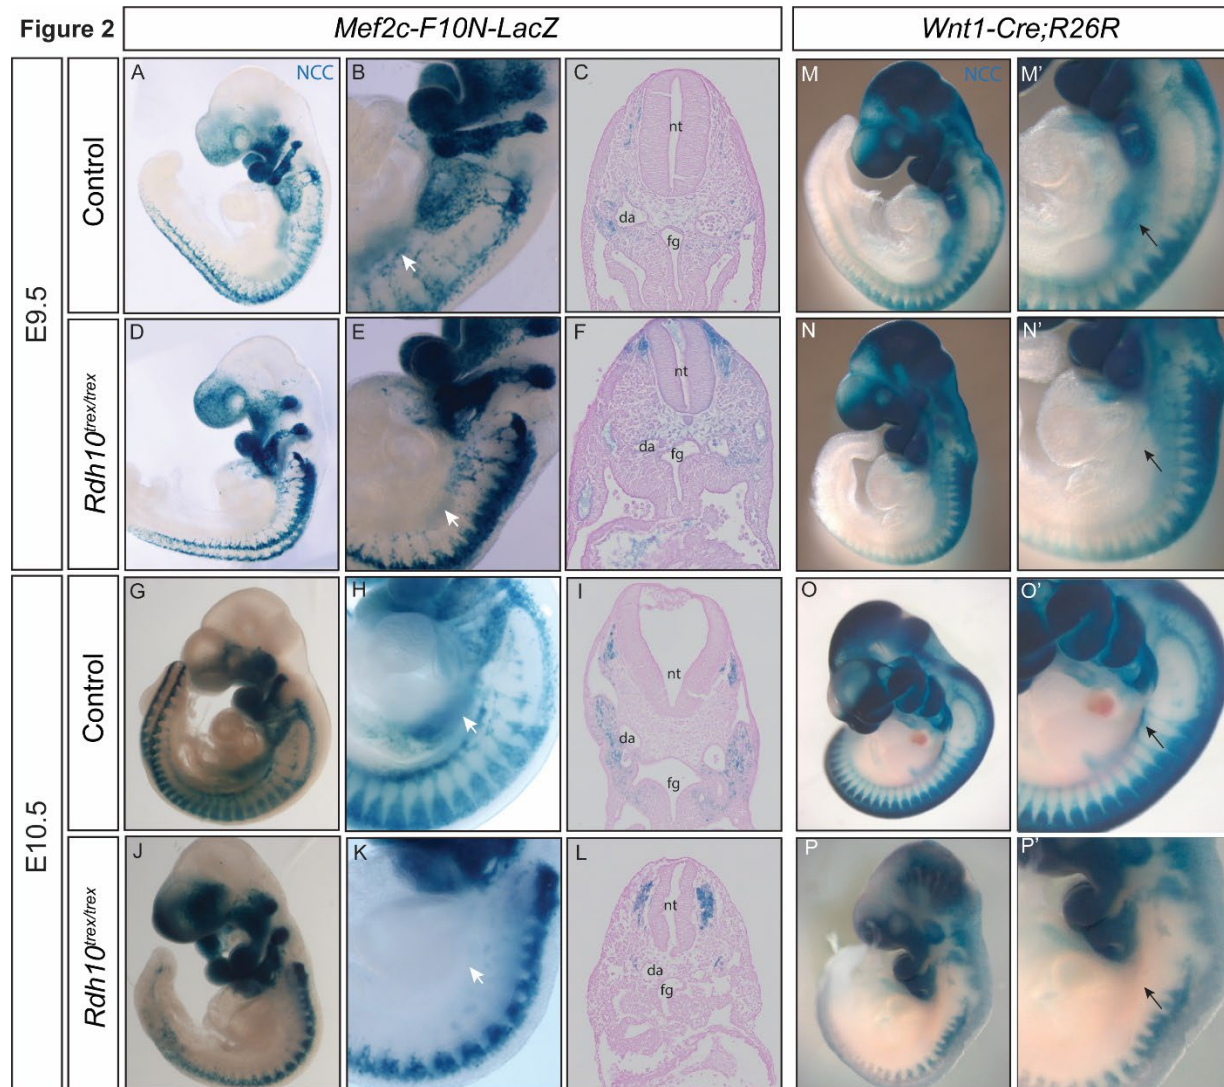 Figure 2
Mef2c-F10N-LacZ
Wnt1-Cre;R26R
E9.5
Control
A
NCC
B
C
nt
da
fg
M
NCC
M'
Rdh10trex/trex
D
E
F
nt
da
fg
N
N'
E10.5
Control
G
H
I
nt
da
fg
O
O'
Rdh10trex/trex
J
K
L
nt
da
fg
P
P'